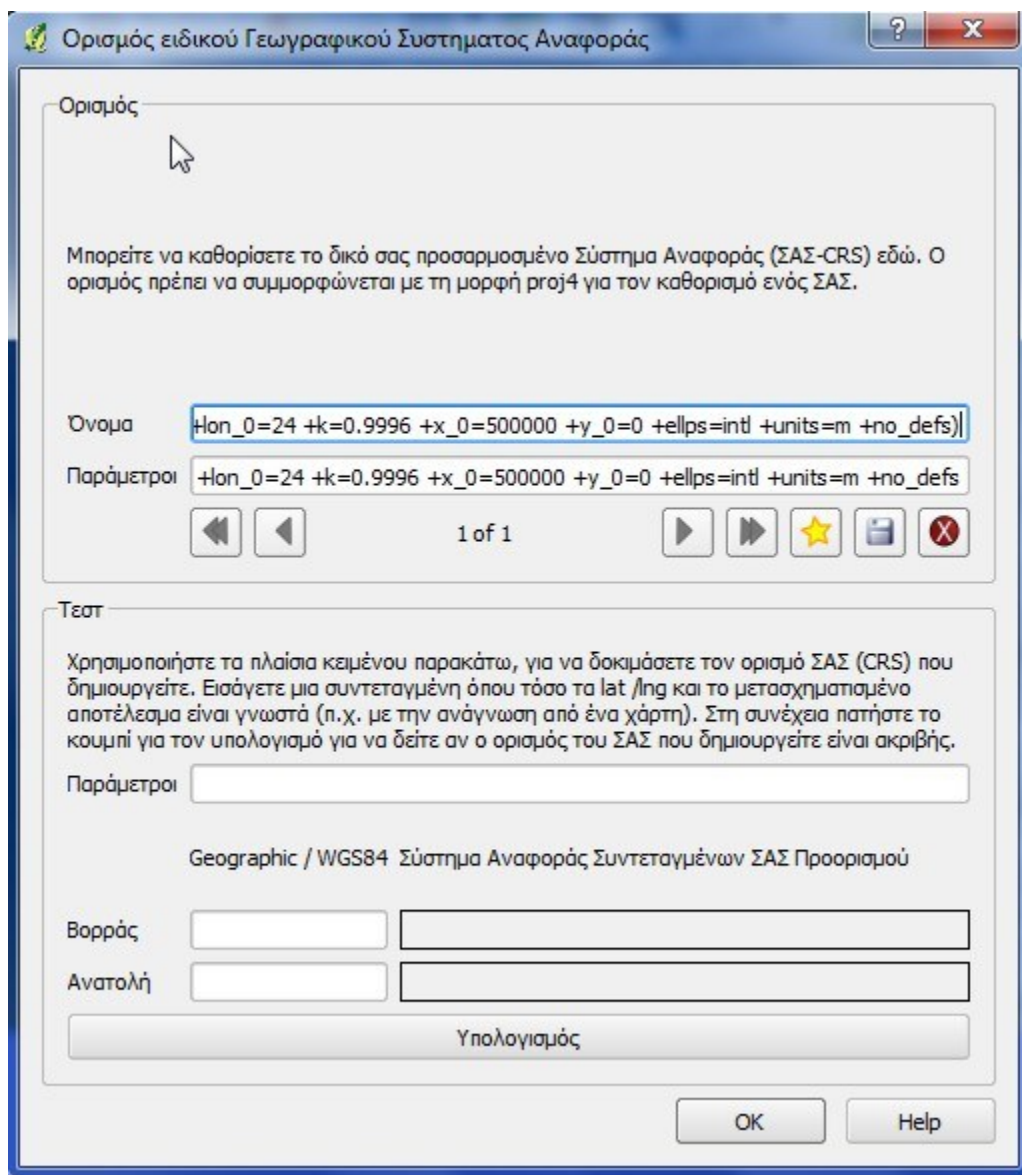 Ορισμός ειδικού Γεωγραφικού Συστηματος Αναφοράς
Ορισμός
Μπορείτε να καθορίσετε το δικό σας προσαρμοσμένο Σύστημα Αναφοράς (ΣΑΣ-CRS) εδώ. Ο
ορισμός πρέπει να συμμορφώνεται με τη μορφή proj4 για τον καθορισμό ενός ΣΑΣ.
Όνομα +lon_0=24 +k=0.9996 +x_0=500000 +y_0=0 +ellps=intl +units=m +no_defs)
Παράμετροι +lon_0=24 +k=0.9996 +x_0=500000 +y_0=0 +ellps=intl +units=m +no_defs
1 of 1
Τεστ
Χρησιμοποιήστε τα πλαίσια κειμένου παρακάτω, για να δοκιμάσετε τον ορισμό ΣΑΣ (CRS) που
δημιουργείτε. Εισάγετε μια συντεταγμένη όπου τόσο τα lat /lng και το μετασχηματισμένο
αποτέλεσμα είναι γνωστά (π.χ. με την ανάγνωση από ένα χάρτη). Στη συνέχεια πατήστε το
κουμπί για τον υπολογισμό για να δείτε αν ο ορισμός του ΣΑΣ που δημιουργείτε είναι ακριβής.
Παράμετροι
Geographic / WGS84 Σύστημα Αναφοράς Συντεταγμένων ΣΑΣ Προορισμού
Βορράς
Ανατολή
Υπολογισμός
OK Help